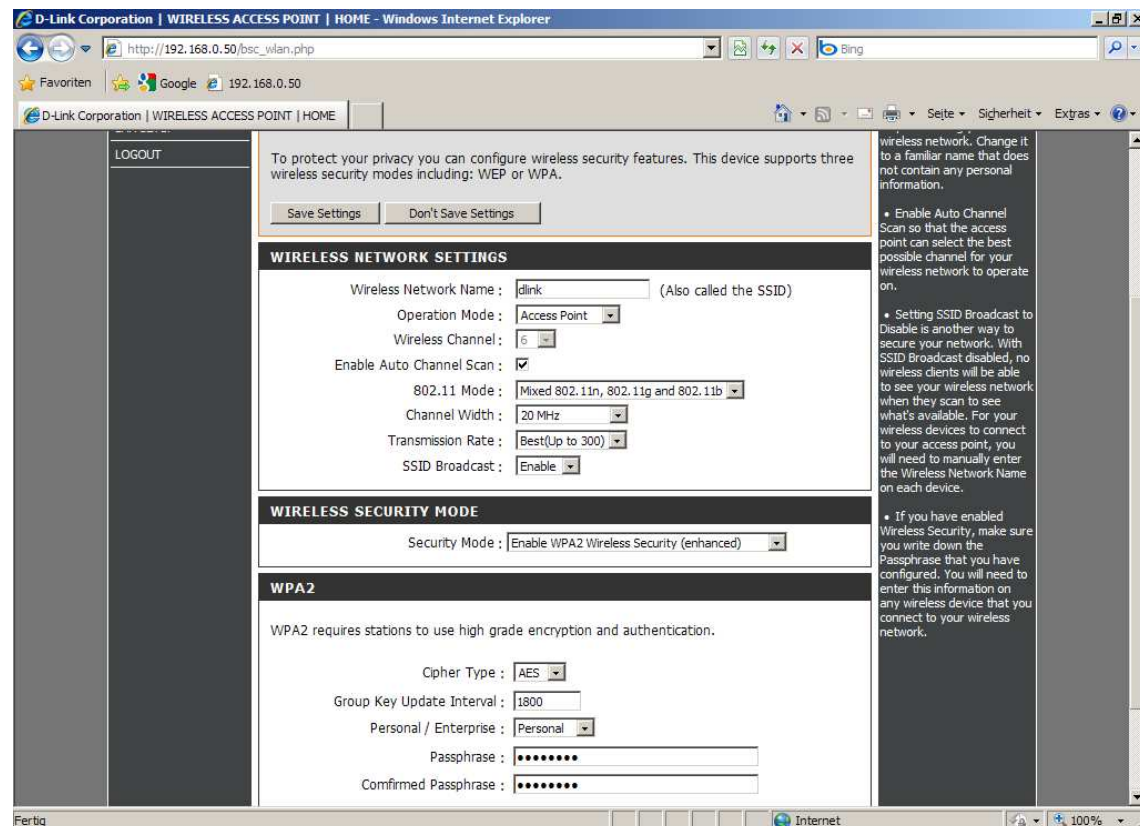 D-Link Corporation | WIRELESS ACCESS POINT | HOME - Windows Internet Explorer
http://192.168.0.50/bsc_wlan.php
Bing
Favoriten
Google
192.168.0.50
D-Link Corporation | WIRELESS ACCESS POINT | HOME
Seite
Sicherheit
Extras
LOGOUT
To protect your privacy you can configure wireless security features. This device supports three
wireless security modes including: WEP or WPA.
Save Settings
Don't Save Settings
WIRELESS NETWORK SETTINGS
Wireless Network Name : dlink (Also called the SSID)
Operation Mode : Access Point
Wireless Channel : 6
Enable Auto Channel Scan :
802.11 Mode : Mixed 802.11n, 802.11g and 802.11b
Channel Width : 20 MHz
Transmission Rate : Best(Up to 300)
SSID Broadcast : Enable
WIRELESS SECURITY MODE
Security Mode : Enable WPA2 Wireless Security (enhanced)
WPA2
WPA2 requires stations to use high grade encryption and authentication.
Cipher Type : AES
Group Key Update Interval : 1800
Personal / Enterprise : Personal
Passphrase : ••••••••
Comfirmed Passphrase : ••••••••
wireless network. Change it
to a familiar name that does
not contain any personal
information.
• Enable Auto Channel
Scan so that the access
point can select the best
possible channel for your
wireless network to operate
on.
• Setting SSID Broadcast to
Disable is another way to
secure your network. With
SSID Broadcast disabled, no
wireless clients will be able
to see your wireless network
when they scan to see
what's available. For your
wireless devices to connect
to your access point, you
will need to manually enter
the Wireless Network Name
on each device.
• If you have enabled
Wireless Security, make sure
you write down the
Passphrase that you have
configured. You will need to
enter this information on
any wireless device that you
connect to your wireless
network.
Fertig
Internet
100%